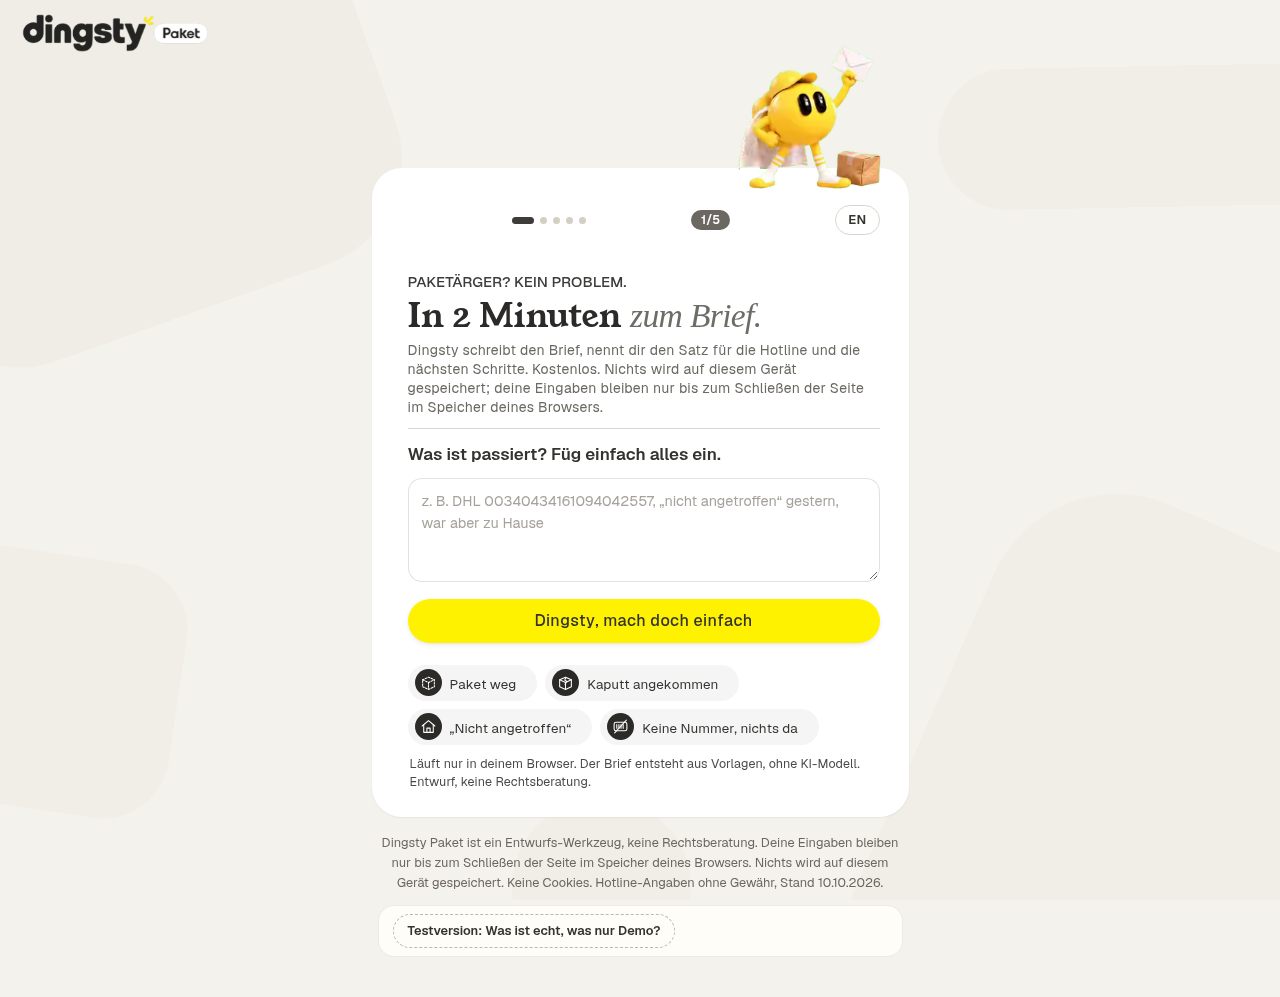 dingsty Paket
1/5
EN
PAKETÄRGER? KEIN PROBLEM.
In 2 Minuten zum Brief.
Dingsty schreibt den Brief, nennt dir den Satz für die Hotline und die
nächsten Schritte. Kostenlos. Nichts wird auf diesem Gerät
gespeichert; deine Eingaben bleiben nur bis zum Schließen der Seite
im Speicher deines Browsers.
Was ist passiert? Füg einfach alles ein.
z. B. DHL 00340434161094042557, „nicht angetroffen“ gestern,
war aber zu Hause
Dingsty, mach doch einfach
Paket weg
Kaputt angekommen
„Nicht angetroffen“
Keine Nummer, nichts da
Läuft nur in deinem Browser. Der Brief entsteht aus Vorlagen, ohne KI-Modell.
Entwurf, keine Rechtsberatung.
Dingsty Paket ist ein Entwurfs-Werkzeug, keine Rechtsberatung. Deine Eingaben bleiben
nur bis zum Schließen der Seite im Speicher deines Browsers. Nichts wird auf diesem
Gerät gespeichert. Keine Cookies. Hotline-Angaben ohne Gewähr, Stand 10.10.2026.
Testversion: Was ist echt, was nur Demo?